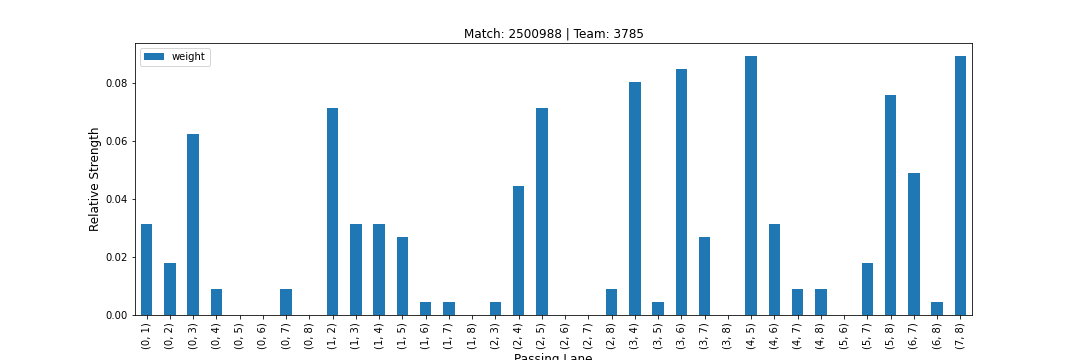 Match: 2500988 | Team: 3785
weight
Relative Strength
0.08
0.06
0.04
0.02
0.00
(0, 1) (0, 2) (0, 3) (0, 4) (0, 5) (0, 6) (0, 7) (0, 8) (1, 2) (1, 3) (1, 4) (1, 5) (1, 6) (1, 7) (1, 8) (2, 3) (2, 4) (2, 5) (2, 6) (2, 7) (2, 8) (3, 4) (3, 5) (3, 6) (3, 7) (3, 8) (4, 5) (4, 6) (4, 7) (4, 8) (5, 6) (5, 7) (5, 8) (6, 7) (6, 8) (7, 8)
Passing Lane